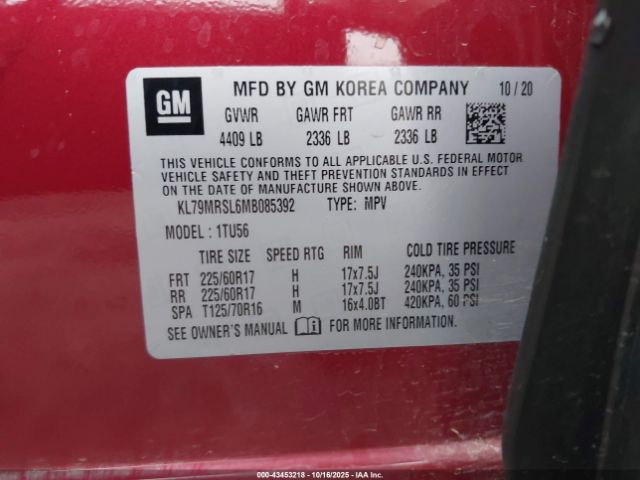 GM MFD BY GM KOREA COMPANY 10 / 20
GVWR GAWR FRT GAWR RR
4409 LB 2336 LB 2336 LB
THIS VEHICLE CONFORMS TO ALL APPLICABLE U.S. FEDERAL MOTOR
VEHICLE SAFETY AND THEFT PREVENTION STANDARDS
IN EFFECT ON THE DATE OF MANUFACTURE SHOWN ABOVE.
KL79MRSL6MB085392 TYPE: MPV
MODEL : 1TU56
TIRE SIZE SPEED RTG RIM COLD TIRE PRESSURE
FRT 225/60R17 H 17x7.5J 240KPA, 35 PSI
RR 225/60R17 H 17x7.5J 240KPA, 35 PSI
SPA T125/70R16 M 16x4.0BT 420KPA, 60 PSI
SEE OWNER'S MANUAL i FOR MORE INFORMATION.
OWNER: 43453218 - 10/16/2025 - IAA, Inc.